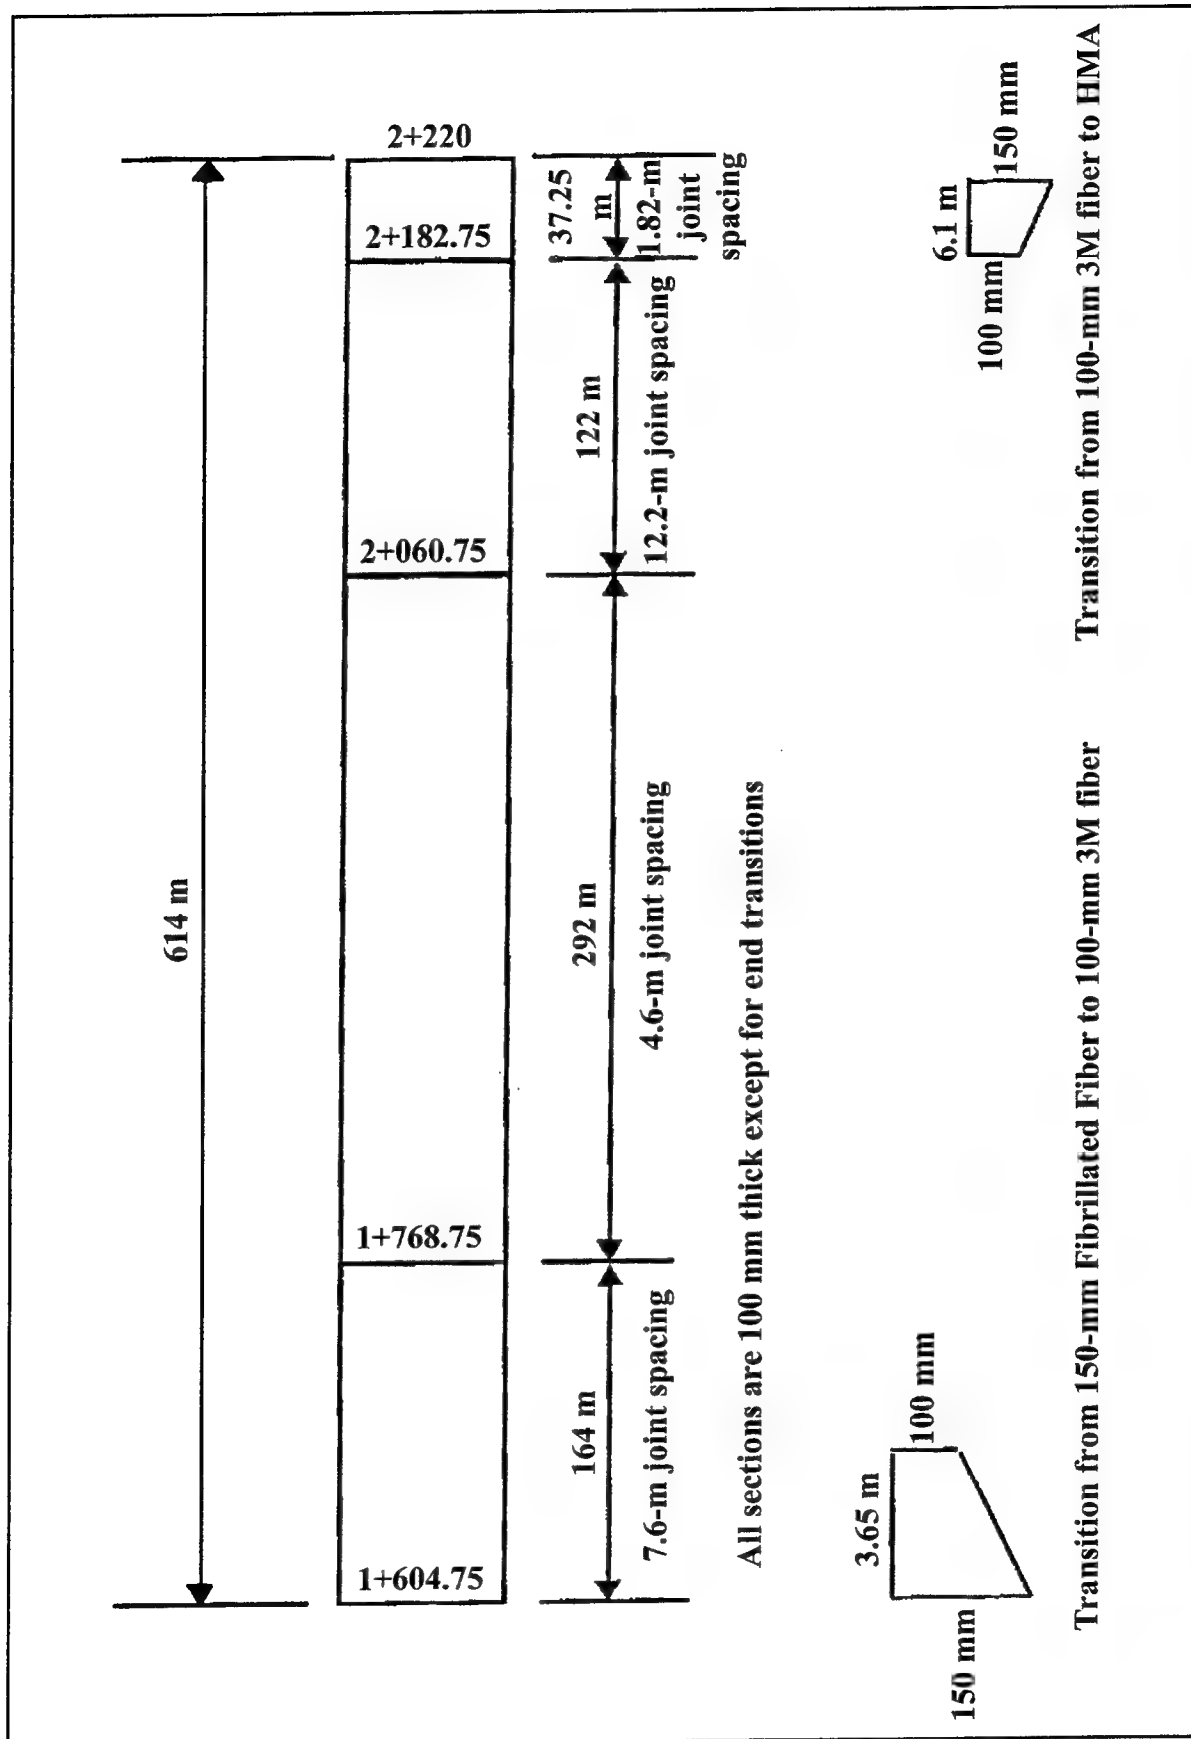 614 m
1+604.75
1+768.75
2+060.75
2+182.75
2+220
164 m
7.6-m joint spacing
292 m
4.6-m joint spacing
122 m
12.2-m joint spacing
37.25
m
1.82-m
joint
spacing
All sections are 100 mm thick except for end transitions
150 mm
3.65 m
100 mm
Transition from 150-mm Fibrillated Fiber to 100-mm 3M fiber
100 mm
6.1 m
150 mm
Transition from 100-mm 3M fiber to HMA